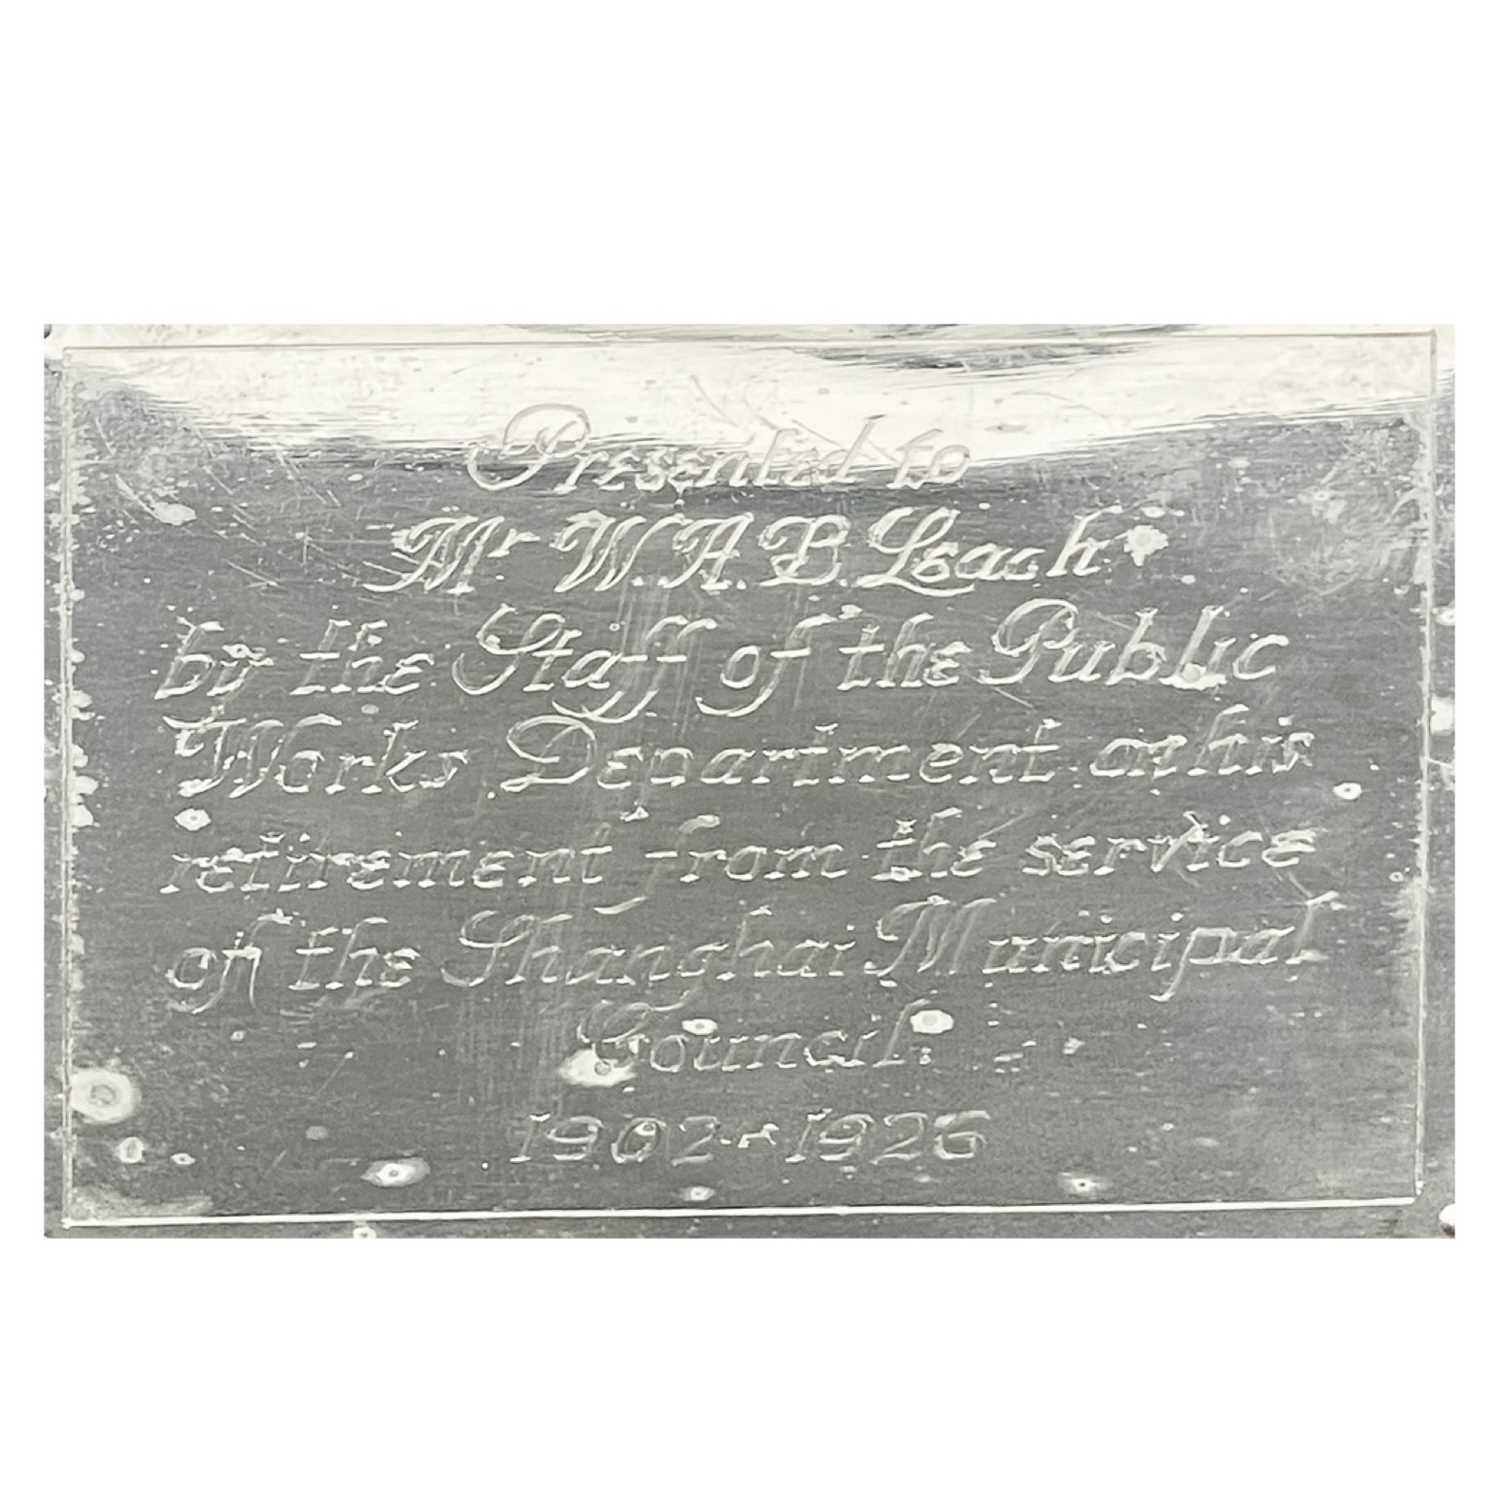 Presented to
Mr W. A. B. Leach
by the Staff of the Public
Works Department on his
retirement from the service
of the Shanghai Municipal
Council.
1902 - 1926